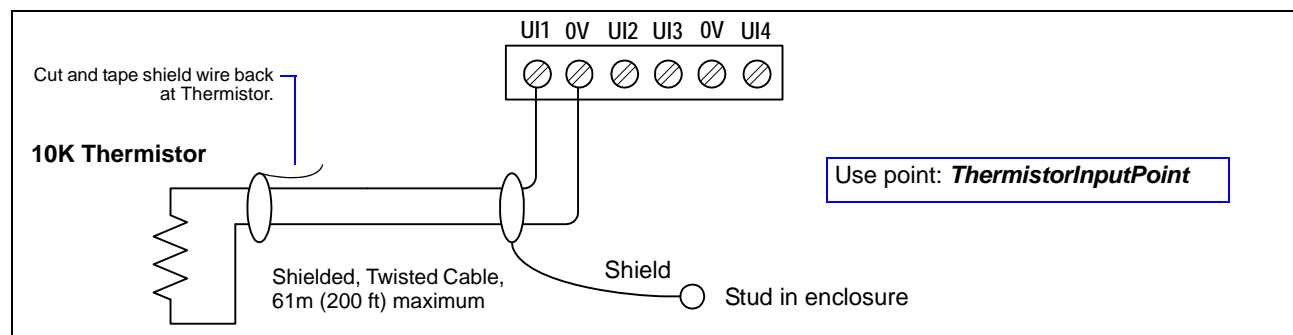 UI1 0V UI2 UI3 0V UI4
Cut and tape shield wire back
at Thermistor.
10K Thermistor
Use point: ThermistorInputPoint
Shielded, Twisted Cable,
61m (200 ft) maximum
Shield
Stud in enclosure